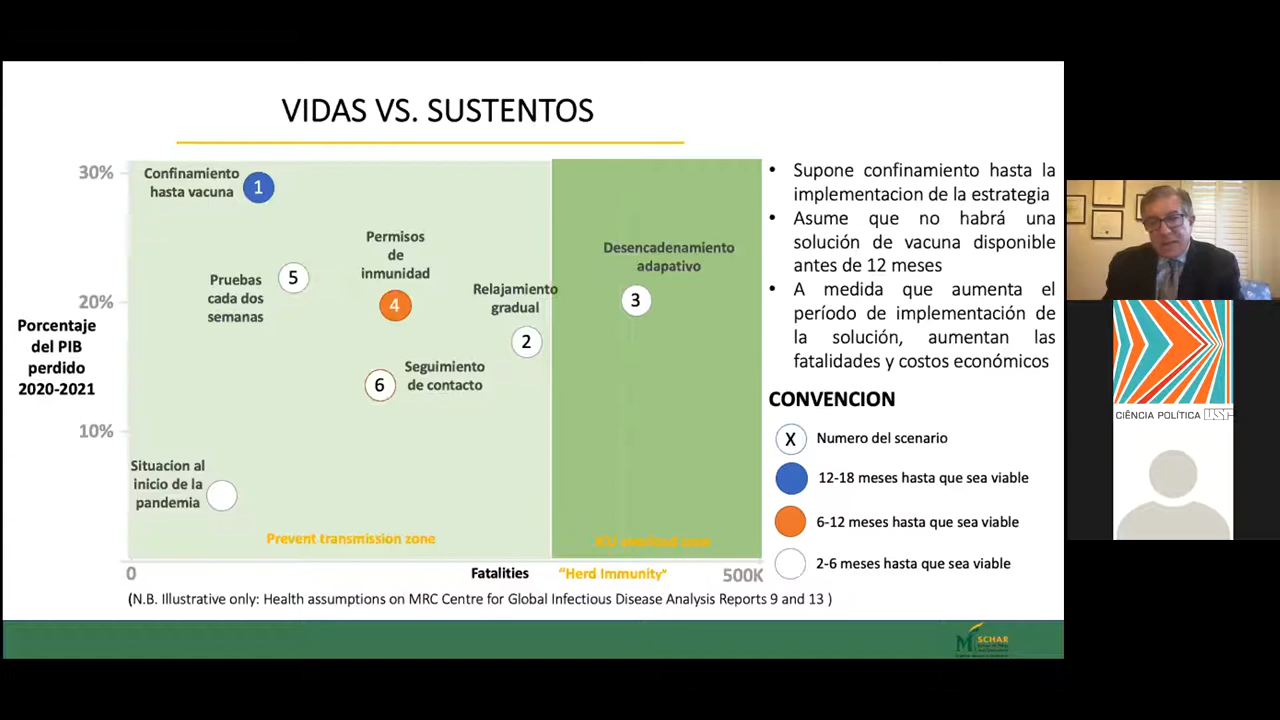 VIDAS VS. SUSTENTOS
30%
20%
10%
Porcentaje
del PIB
perdido
2020-2021
Confinamiento
hasta vacuna
1
Pruebas
cada dos
semanas
5
Permisos
de
inmunidad
4
Relajamiento
gradual
2
Desencadenamiento
adapativo
3
Seguimiento
de contacto
6
Situacion al
inicio de la
pandemia
Prevent transmission zone
0
Fatalities
"Herd Immunity"
500K
(N.B. Illustrative only: Health assumptions on MRC Centre for Global Infectious Disease Analysis Reports 9 and 13 )
• Supone confinamiento hasta la
implementacion de la estrategia
• Asume que no habrá una
solución de vacuna disponible
antes de 12 meses
• A medida que aumenta el
período de implementación de
la solución, aumentan las
fatalidades y costos económicos
CONVENCION
X Numero del scenario
12-18 meses hasta que sea viable
6-12 meses hasta que sea viable
2-6 meses hasta que sea viable
SCHAR
CIÊNCIA POLÍTICA USP